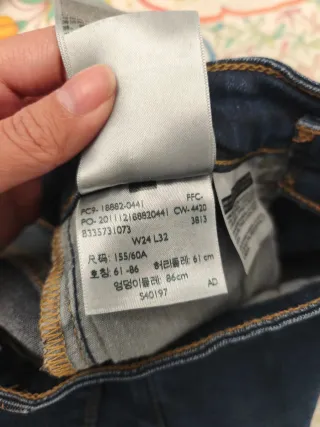 PC9-18882-0441 FFC-
PO-201112188820441 CW-4420
8335731073 3813
W24 L32
尺码: 155/60A
호칭: 61-86 허리둘레: 61 cm
엉덩이둘레: 86cm
S40197 AD